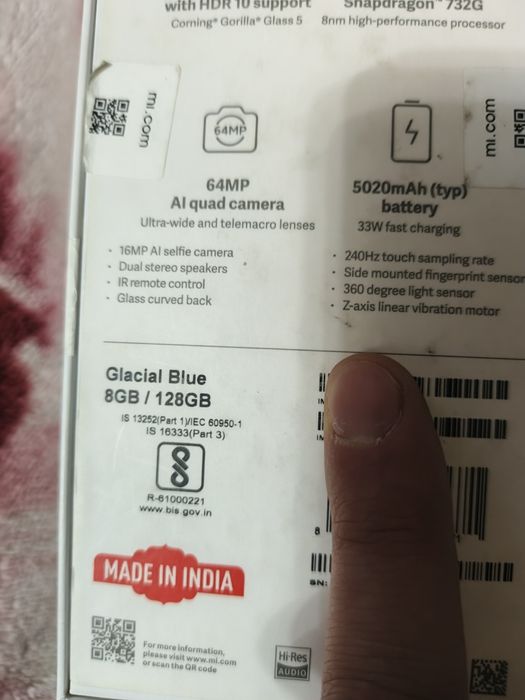 with HDR 10 support
Corning® Gorilla® Glass 5
Snapdragon™ 732G
8nm high-performance processor
mi.com
mi.com
64MP
64MP
AI quad camera
Ultra-wide and telemacro lenses
5020mAh (typ)
battery
33W fast charging
· 16MP AI selfie camera
· Dual stereo speakers
· IR remote control
· Glass curved back
· 240Hz touch sampling rate
· Side mounted fingerprint sensor
· 360 degree light sensor
· Z-axis linear vibration motor
Glacial Blue
8GB / 128GB
IS 13252(Part 1)/IEC 60950-1
IS 16333(Part 3)
R-61000221
www.bis.gov.in
8
SN:
MADE IN INDIA
For more information,
please visit www.mi.com
or scan the QR code
Hi-Res
AUDIO